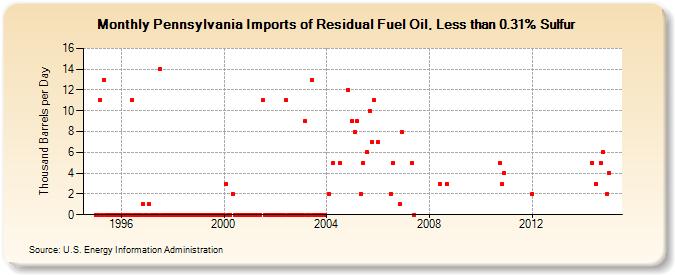 Monthly Pennsylvania Imports of Residual Fuel Oil, Less than 0.31% Sulfur
Thousand Barrels per Day
16
14
12
10
8
6
4
2
0
1996 2000 2004 2008 2012
Source: U.S. Energy Information Administration